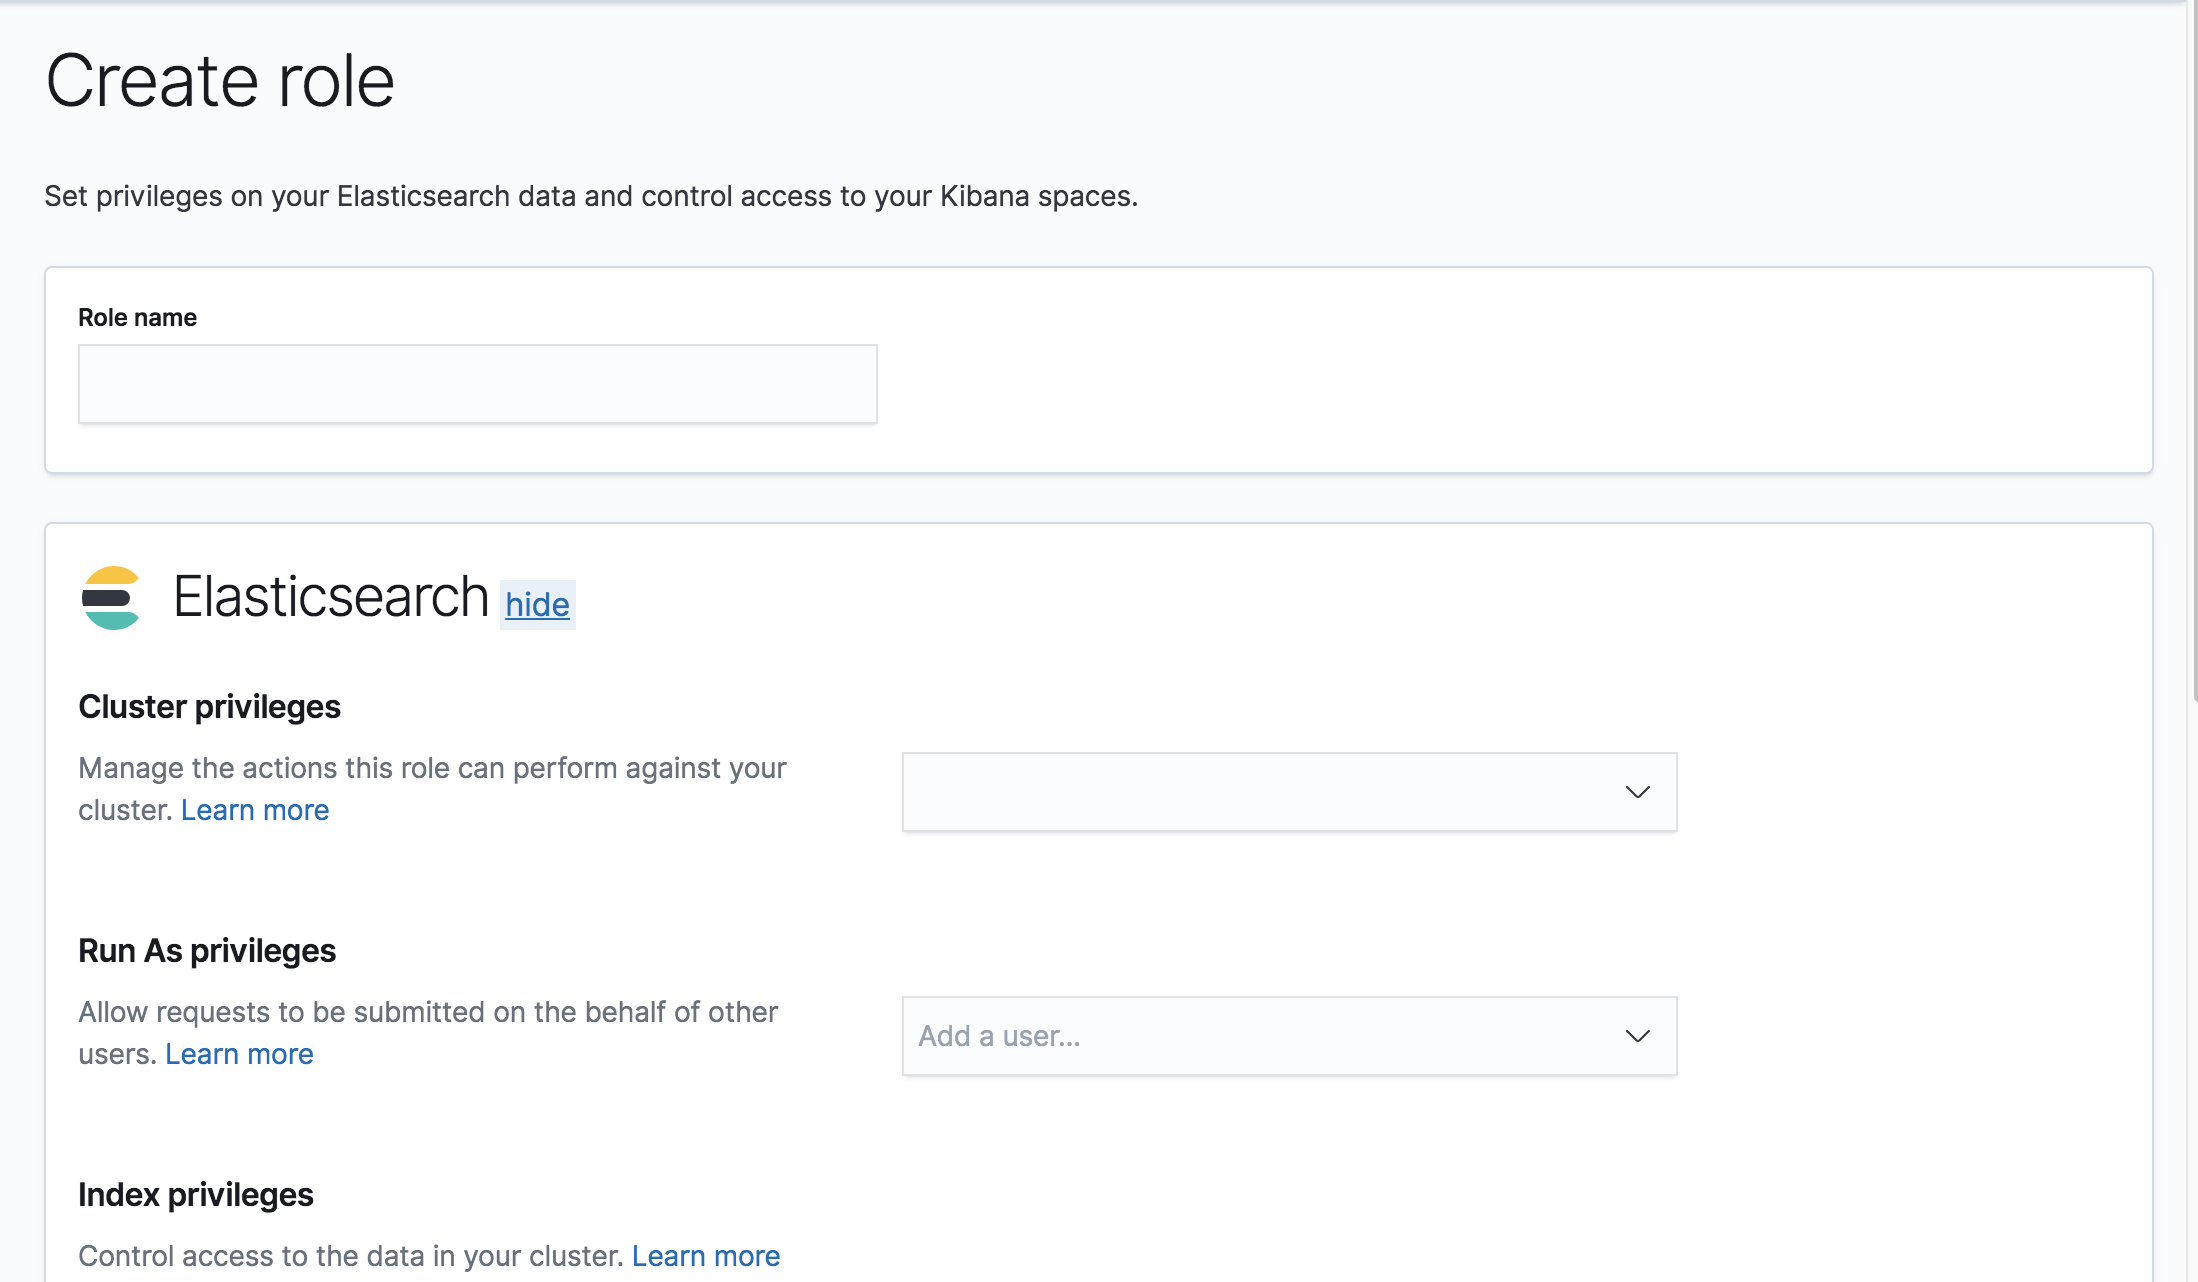 Create role
Set privileges on your Elasticsearch data and control access to your Kibana spaces.
Role name
Elasticsearch hide
Cluster privileges
Manage the actions this role can perform against your
cluster. Learn more
Run As privileges
Allow requests to be submitted on the behalf of other
users. Learn more
Add a user...
Index privileges
Control access to the data in your cluster. Learn more